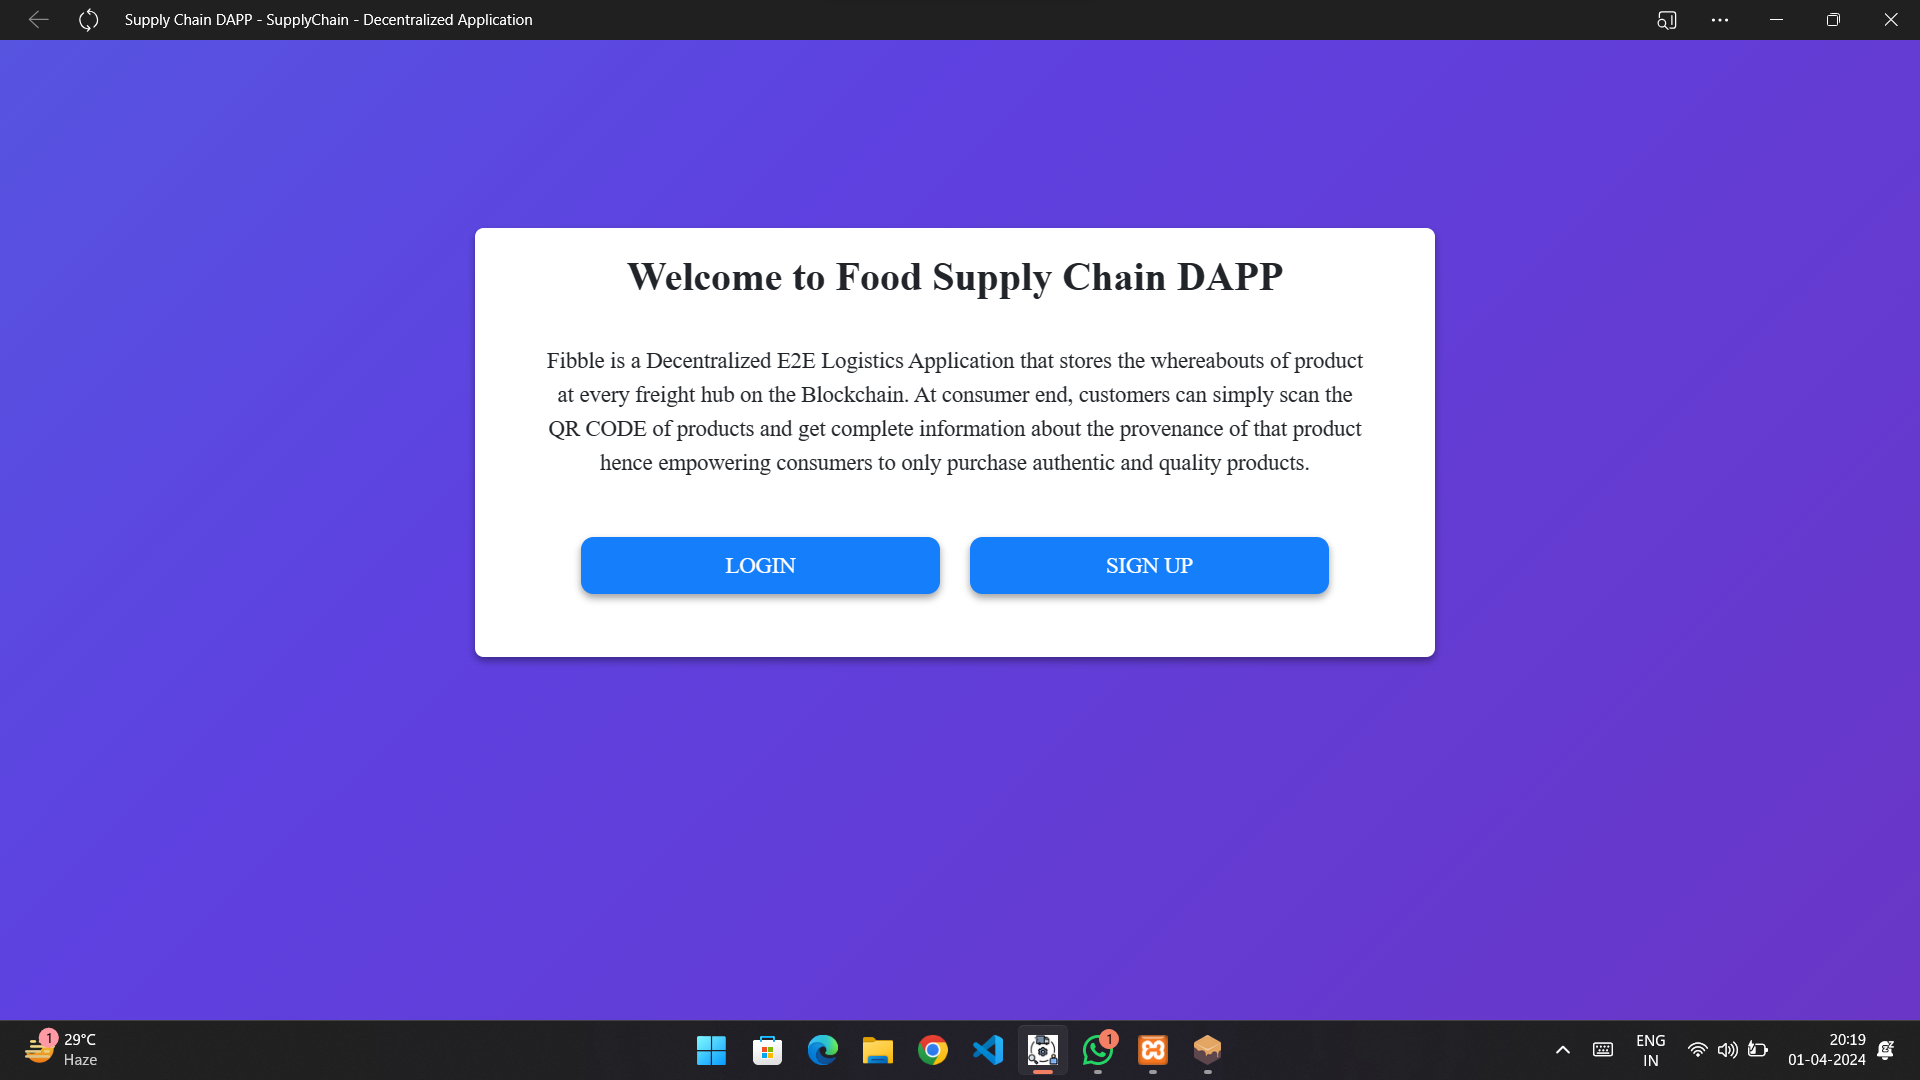 Supply Chain DAPP - SupplyChain - Decentralized Application
Welcome to Food Supply Chain DAPP
Fibble is a Decentralized E2E Logistics Application that stores the whereabouts of product
at every freight hub on the Blockchain. At consumer end, customers can simply scan the
QR CODE of products and get complete information about the provenance of that product
hence empowering consumers to only purchase authentic and quality products.
LOGIN
SIGN UP
1
29°C
Haze
1
ENG
IN
20:19
01-04-2024